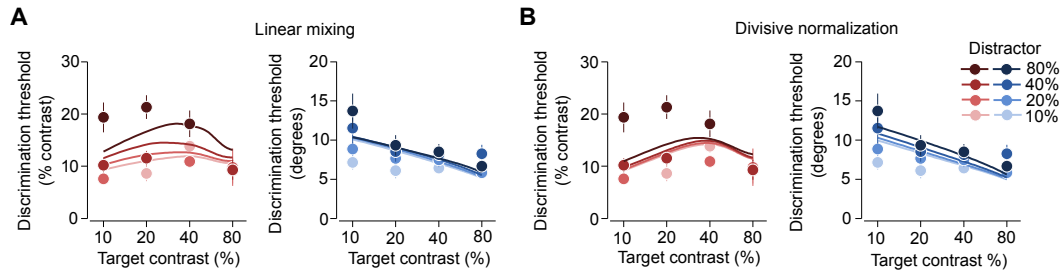 A
Linear mixing
Discrimination threshold
(% contrast)
30
20
10
0
10
20
40
80
Target contrast (%)
Discrimination threshold
(degrees)
20
15
10
5
0
10
20
40
80
Target contrast (%)
B
Divisive normalization
Discrimination threshold
(% contrast)
30
20
10
0
10
20
40
80
Target contrast (%)
Discrimination threshold
(degrees)
20
15
10
5
0
10
20
40
80
Target contrast %)
Distractor
80%
40%
20%
10%